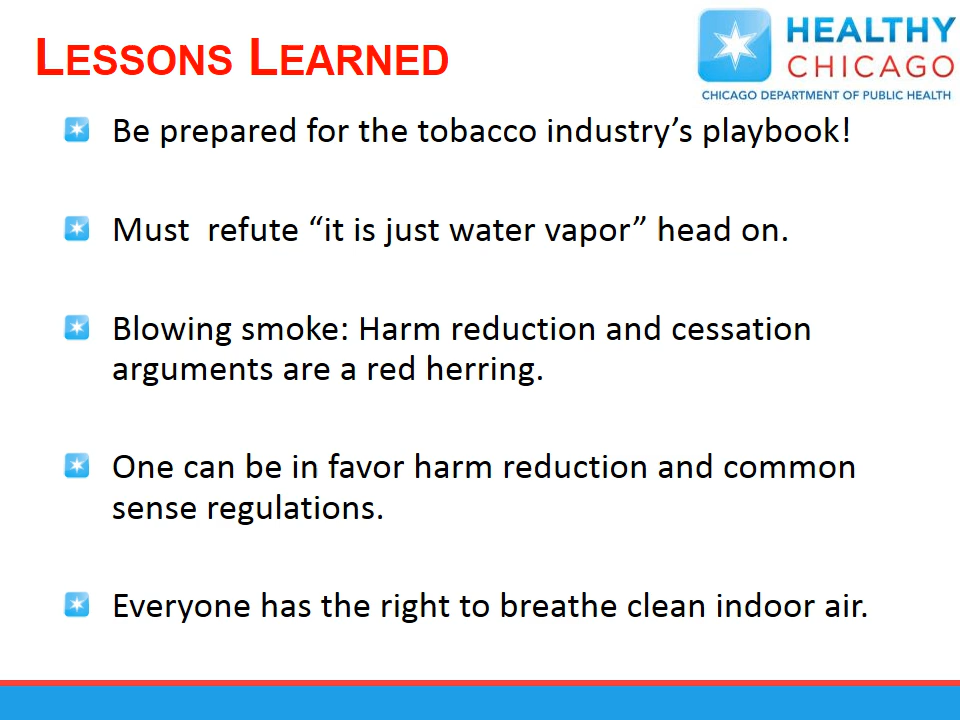 LESSONS LEARNED
HEALTHY
CHICAGO
CHICAGO DEPARTMENT OF PUBLIC HEALTH
Be prepared for the tobacco industry’s playbook!
Must  refute “it is just water vapor” head on.
Blowing smoke: Harm reduction and cessation
arguments are a red herring.
One can be in favor harm reduction and common
sense regulations.
Everyone has the right to breathe clean indoor air.